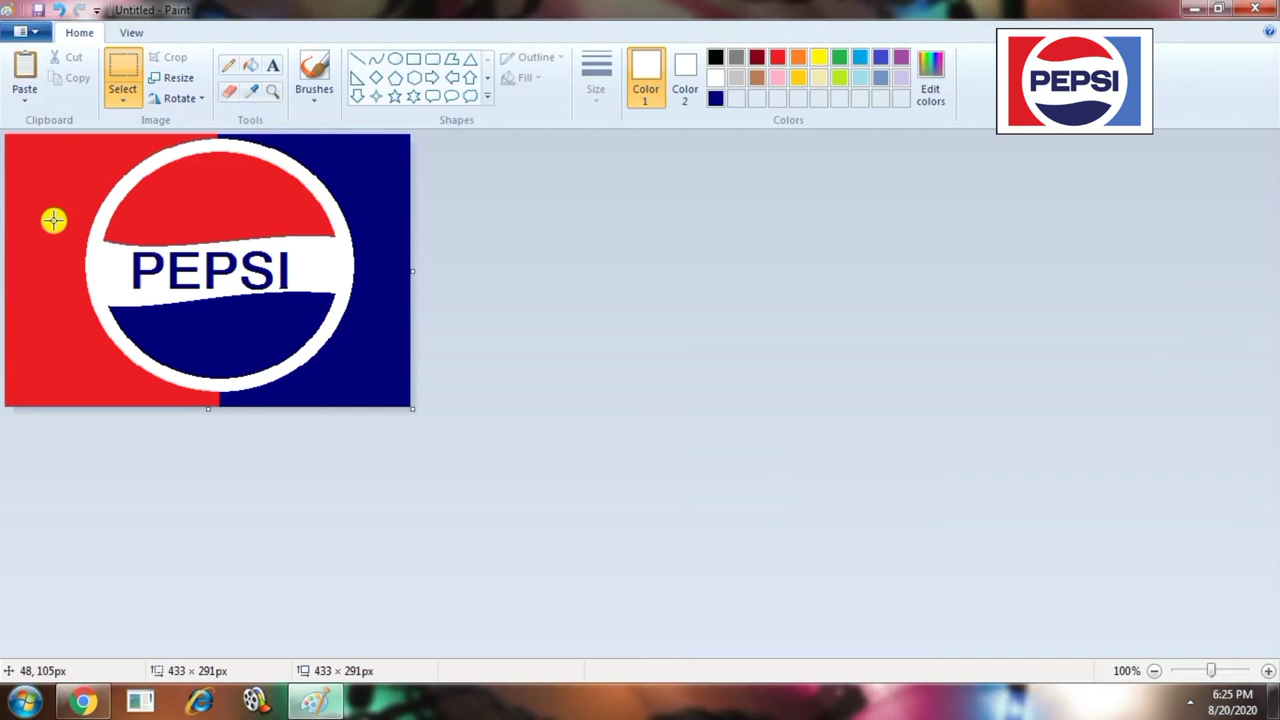 Untitled - Paint
Home
View
Paste
Cut
Copy
Clipboard
Select
Crop
Resize
Rotate
Image
A
Tools
Brushes
Shapes
Outline
Fill
Size
Color
1
Color
2
Edit
colors
Colors
PEPSI
PEPSI
48, 105px
433 × 291px
433 × 291px
100%
6:25 PM
8/20/2020